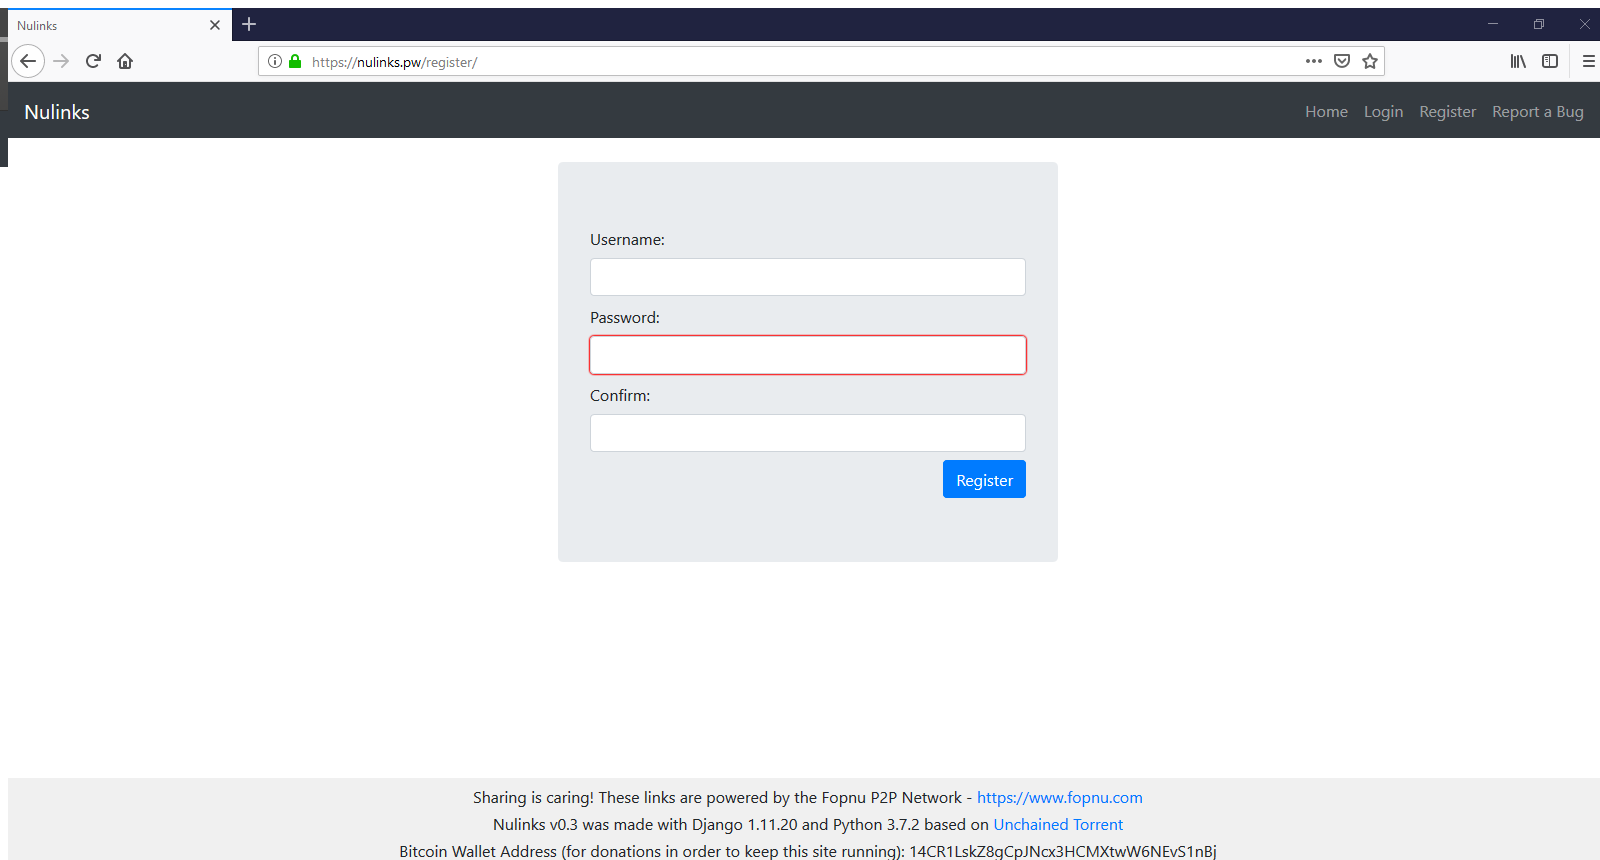 Nulinks
https://nulinks.pw/register/
Nulinks
Home Login Register Report a Bug
Username:
Password:
Confirm:
Register
Sharing is caring! These links are powered by the Fopnu P2P Network - https://www.fopnu.com
Nulinks v0.3 was made with Django 1.11.20 and Python 3.7.2 based on Unchained Torrent
Bitcoin Wallet Address (for donations in order to keep this site running): 14CR1LskZ8gCpJNcx3HCMXtwW6NEvS1nBj